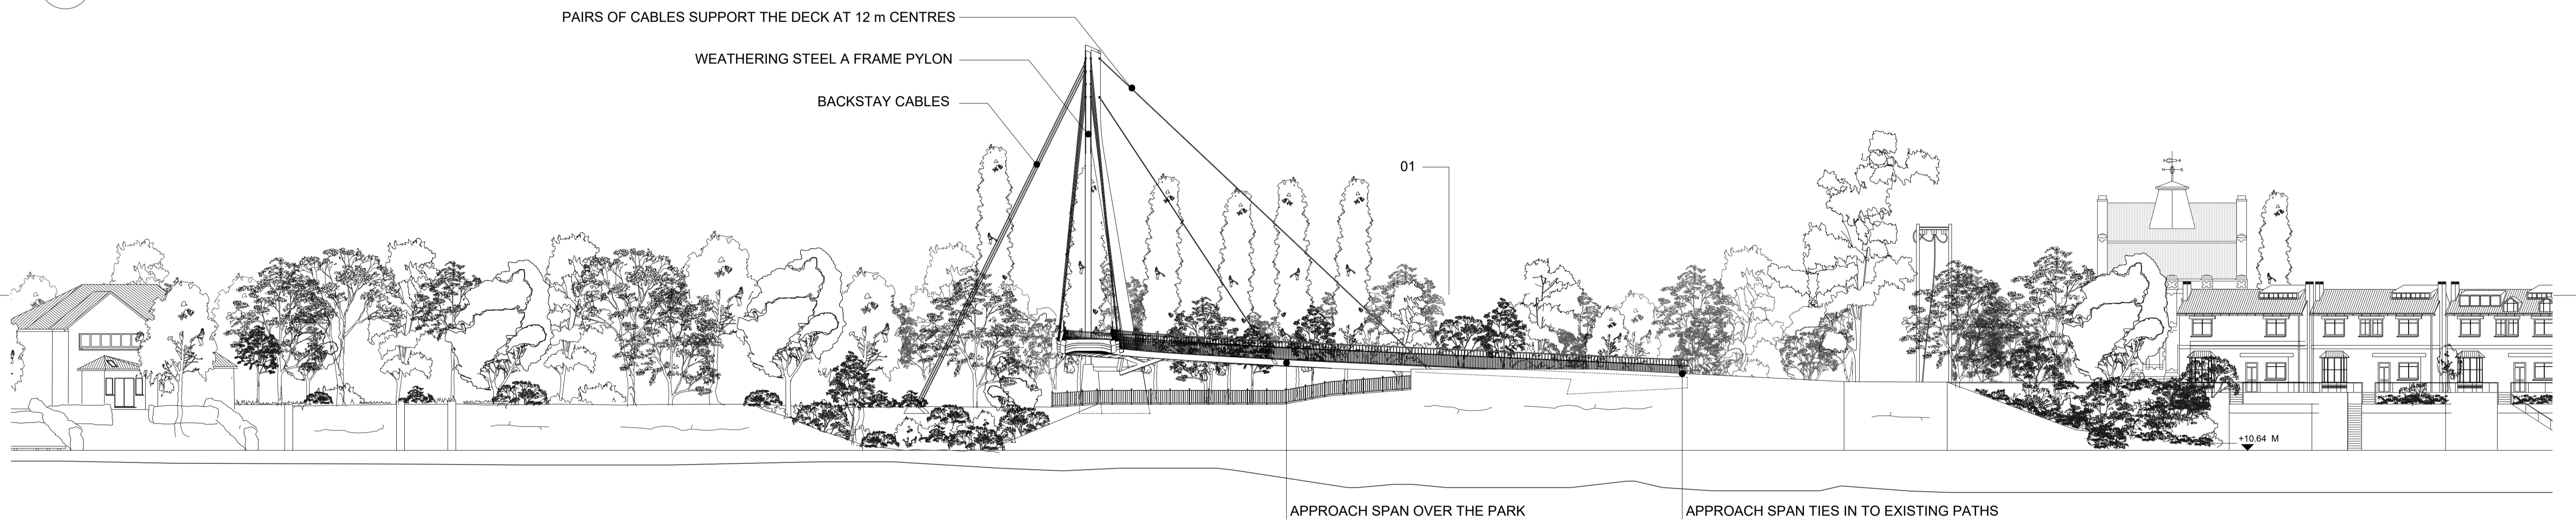 PAIRS OF CABLES SUPPORT THE DECK AT 12 m CENTRES
WEATHERING STEEL A FRAME PYLON
BACKSTAY CABLES
01
+10.64 M
APPROACH SPAN OVER THE PARK
APPROACH SPAN TIES IN TO EXISTING PATHS